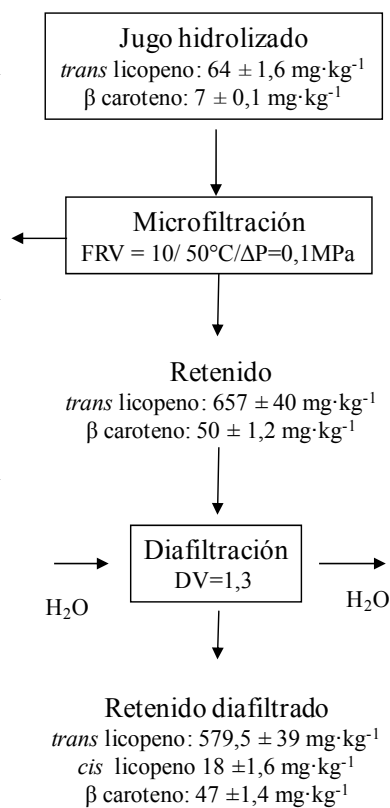 Jugo hidrolizado
trans licopeno: 64 ± 1,6 mg·kg⁻¹
β caroteno: 7 ± 0,1 mg·kg⁻¹
Microfiltración
FRV = 10/ 50°C/ΔP=0,1MPa
Retenido
trans licopeno: 657 ± 40 mg·kg⁻¹
β caroteno: 50 ± 1,2 mg·kg⁻¹
Diafiltración
DV=1,3
H₂O
H₂O
Retenido diafiltrado
trans licopeno: 579,5 ± 39 mg·kg⁻¹
cis licopeno 18 ±1,6 mg·kg⁻¹
β caroteno: 47 ±1,4 mg·kg⁻¹